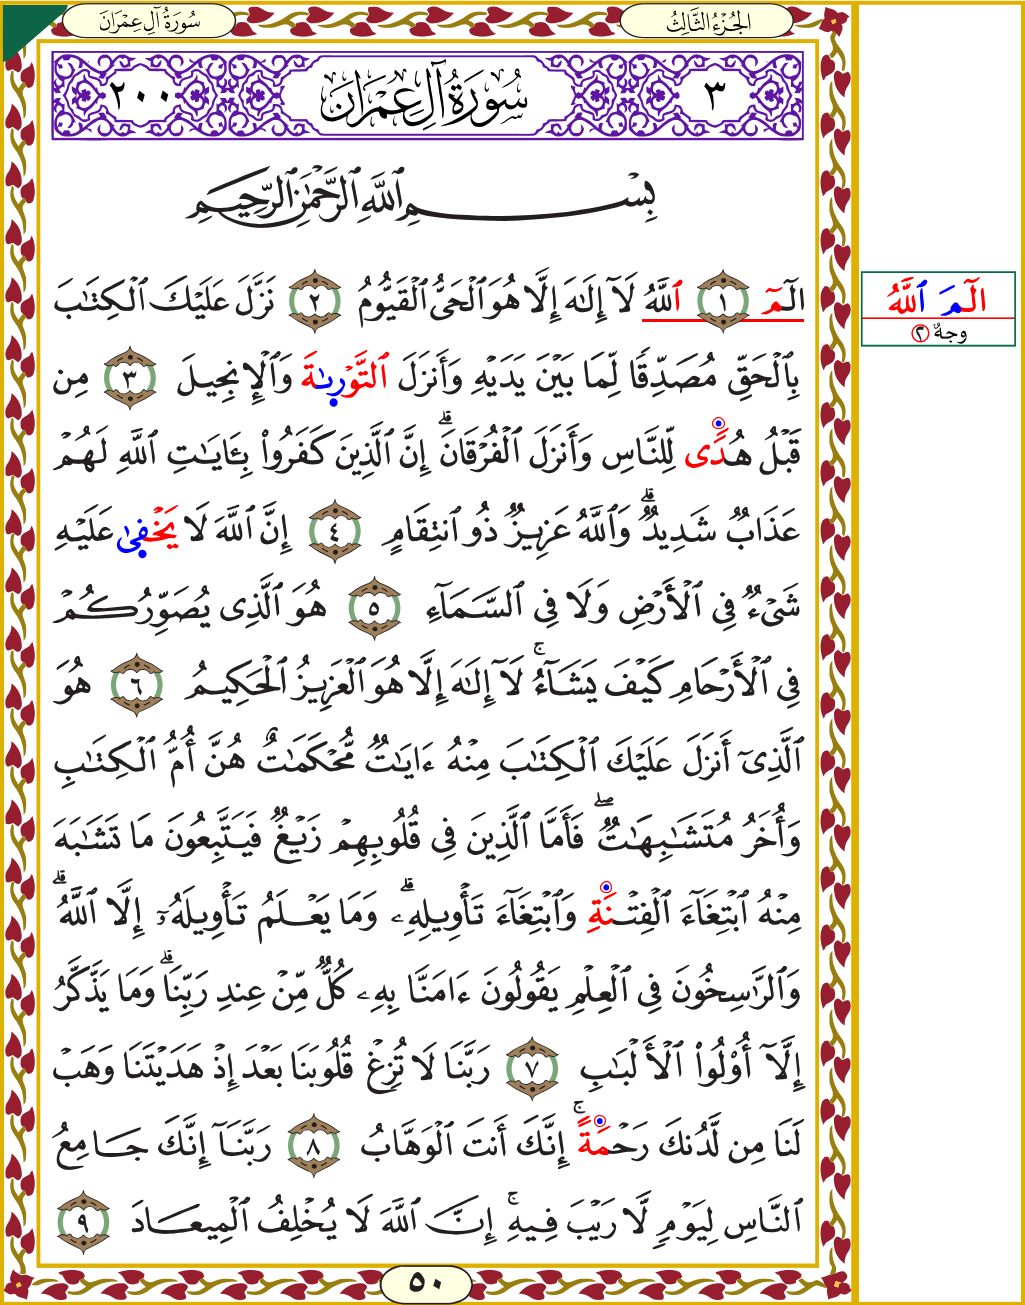 سُورَةُ آلِ عِمْرَان
الجُزْءُ الثَّالِثُ
٣
سُورَةُ آلِ عِمْرَان
٢٠٠
بِسْمِ ٱللَّهِ ٱلرَّحْمَٰنِ ٱلرَّحِيمِ
الٓمٓ ١ ٱللَّهُ لَآ إِلَٰهَ إِلَّا هُوَ ٱلْحَىُّ ٱلْقَيُّومُ ٢ نَزَّلَ عَلَيْكَ ٱلْكِتَٰبَ
بِٱلْحَقِّ مُصَدِّقًا لِّمَا بَيْنَ يَدَيْهِ وَأَنزَلَ ٱلتَّوْرَىٰةَ وَٱلْإِنجِيلَ ٣ مِن
قَبْلُ هُدًى لِّلنَّاسِ وَأَنزَلَ ٱلْفُرْقَانَ ۗ إِنَّ ٱلَّذِينَ كَفَرُوا۟ بِـَٔايَٰتِ ٱللَّهِ لَهُمْ
عَذَابٌ شَدِيدٌ ۗ وَٱللَّهُ عَزِيزٌ ذُو ٱنتِقَامٍ ٤ إِنَّ ٱللَّهَ لَا يَخْفَىٰ عَلَيْهِ
شَىْءٌ فِى ٱلْأَرْضِ وَلَا فِى ٱلسَّمَآءِ ٥ هُوَ ٱلَّذِى يُصَوِّرُكُمْ
فِى ٱلْأَرْحَامِ كَيْفَ يَشَآءُ ۚ لَآ إِلَٰهَ إِلَّا هُوَ ٱلْعَزِيزُ ٱلْحَكِيمُ ٦ هُوَ
ٱلَّذِىٓ أَنزَلَ عَلَيْكَ ٱلْكِتَٰبَ مِنْهُ ءَايَٰتٌ مُّحْكَمَٰتٌ هُنَّ أُمُّ ٱلْكِتَٰبِ
وَأُخَرُ مُتَشَٰبِهَٰتٌ ۖ فَأَمَّا ٱلَّذِينَ فِى قُلُوبِهِمْ زَيْغٌ فَيَتَّبِعُونَ مَا تَشَٰبَهَ
مِنْهُ ٱبْتِغَآءَ ٱلْفِتْنَةِ وَٱبْتِغَآءَ تَأْوِيلِهِۦ ۗ وَمَا يَعْلَمُ تَأْوِيلَهُۥٓ إِلَّا ٱللَّهُ ۗ
وَٱلرَّٰسِخُونَ فِى ٱلْعِلْمِ يَقُولُونَ ءَامَنَّا بِهِۦ كُلٌّ مِّنْ عِندِ رَبِّنَا ۗ وَمَا يَذَّكَّرُ
إِلَّآ أُو۟لُوا۟ ٱلْأَلْبَٰبِ ٧ رَبَّنَا لَا تُزِغْ قُلُوبَنَا بَعْدَ إِذْ هَدَيْتَنَا وَهَبْ
لَنَا مِن لَّدُنكَ رَحْمَةً ۚ إِنَّكَ أَنتَ ٱلْوَهَّابُ ٨ رَبَّنَآ إِنَّكَ جَامِعُ
ٱلنَّاسِ لِيَوْمٍ لَّا رَيْبَ فِيهِ ۚ إِنَّ ٱللَّهَ لَا يُخْلِفُ ٱلْمِيعَادَ ٩
٥٠
الٓمَ ٱللَّهُ
وجهٌ ٢